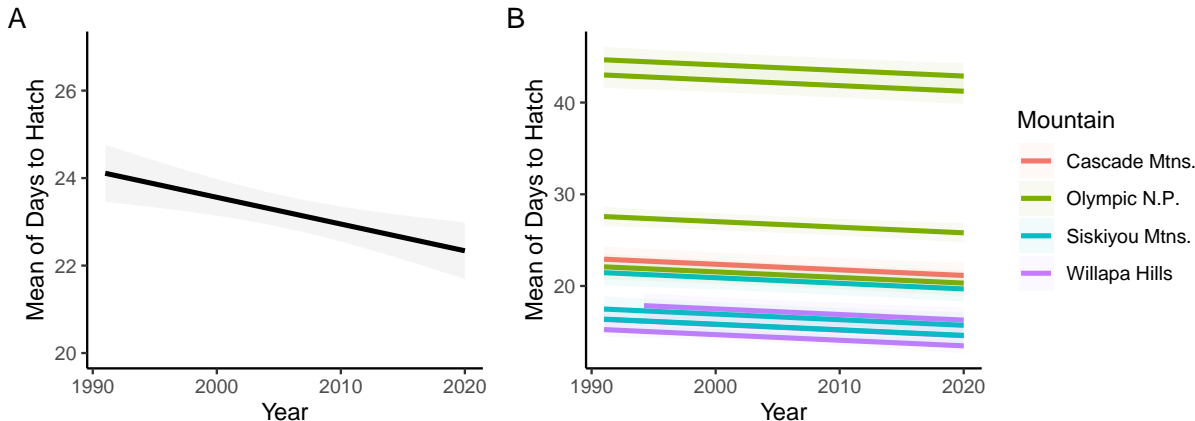 A
Mean of Days to Hatch
26
24
22
20
1990
2000
2010
2020
Year
B
Mean of Days to Hatch
40
30
20
1990
2000
2010
2020
Year
Mountain
Cascade Mtns.
Olympic N.P.
Siskiyou Mtns.
Willapa Hills